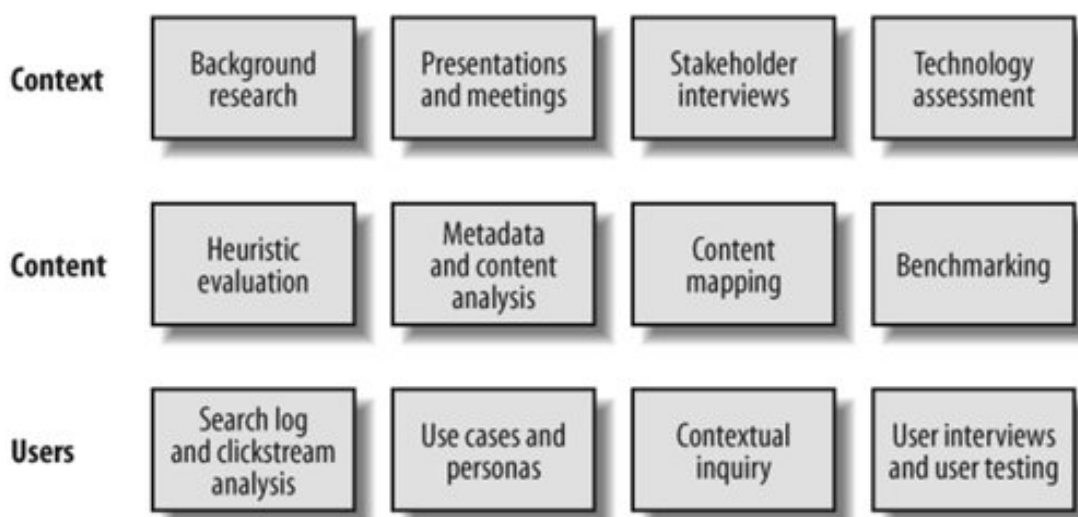 Context
Background
research
Presentations
and meetings
Stakeholder
interviews
Technology
assessment
Content
Heuristic
evaluation
Metadata
and content
analysis
Content
mapping
Benchmarking
Users
Search log
and clickstream
analysis
Use cases and
personas
Contextual
inquiry
User interviews
and user testing